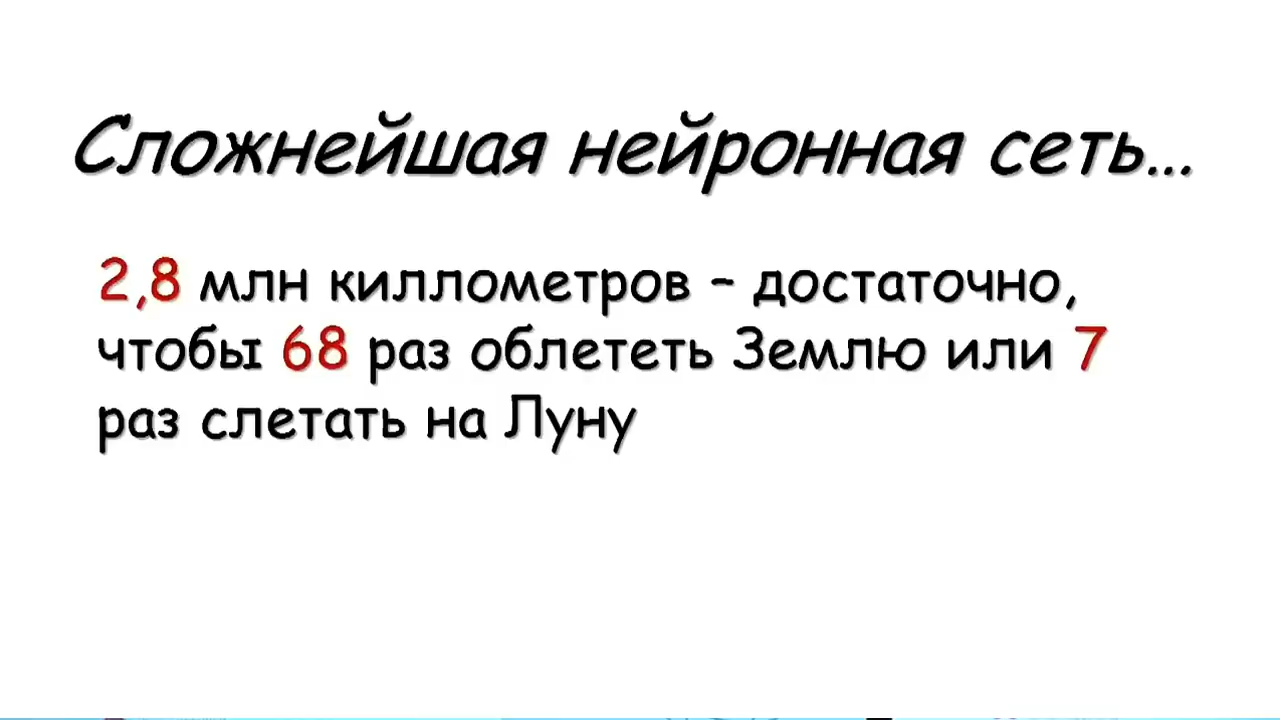 Сложнейшая нейронная сеть...
2,8 млн киллометров – достаточно,
чтобы 68 раз облететь Землю или 7
раз слетать на Луну